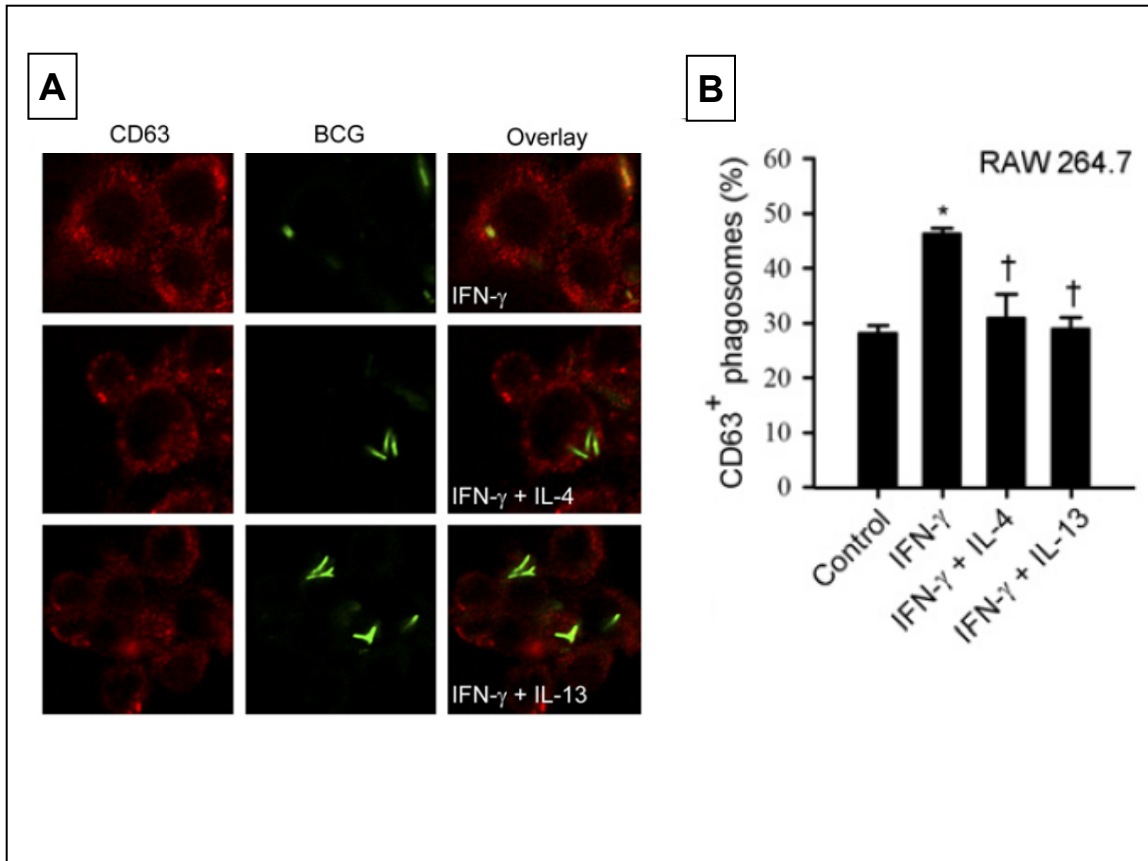 A
CD63 BCG Overlay
IFN-γ
IFN-γ + IL-4
IFN-γ + IL-13
B
RAW 264.7
CD63+ phagosomes (%)
60
50
40
30
20
10
0
*
†
†
Control
IFN-γ
IFN-γ + IL-4
IFN-γ + IL-13